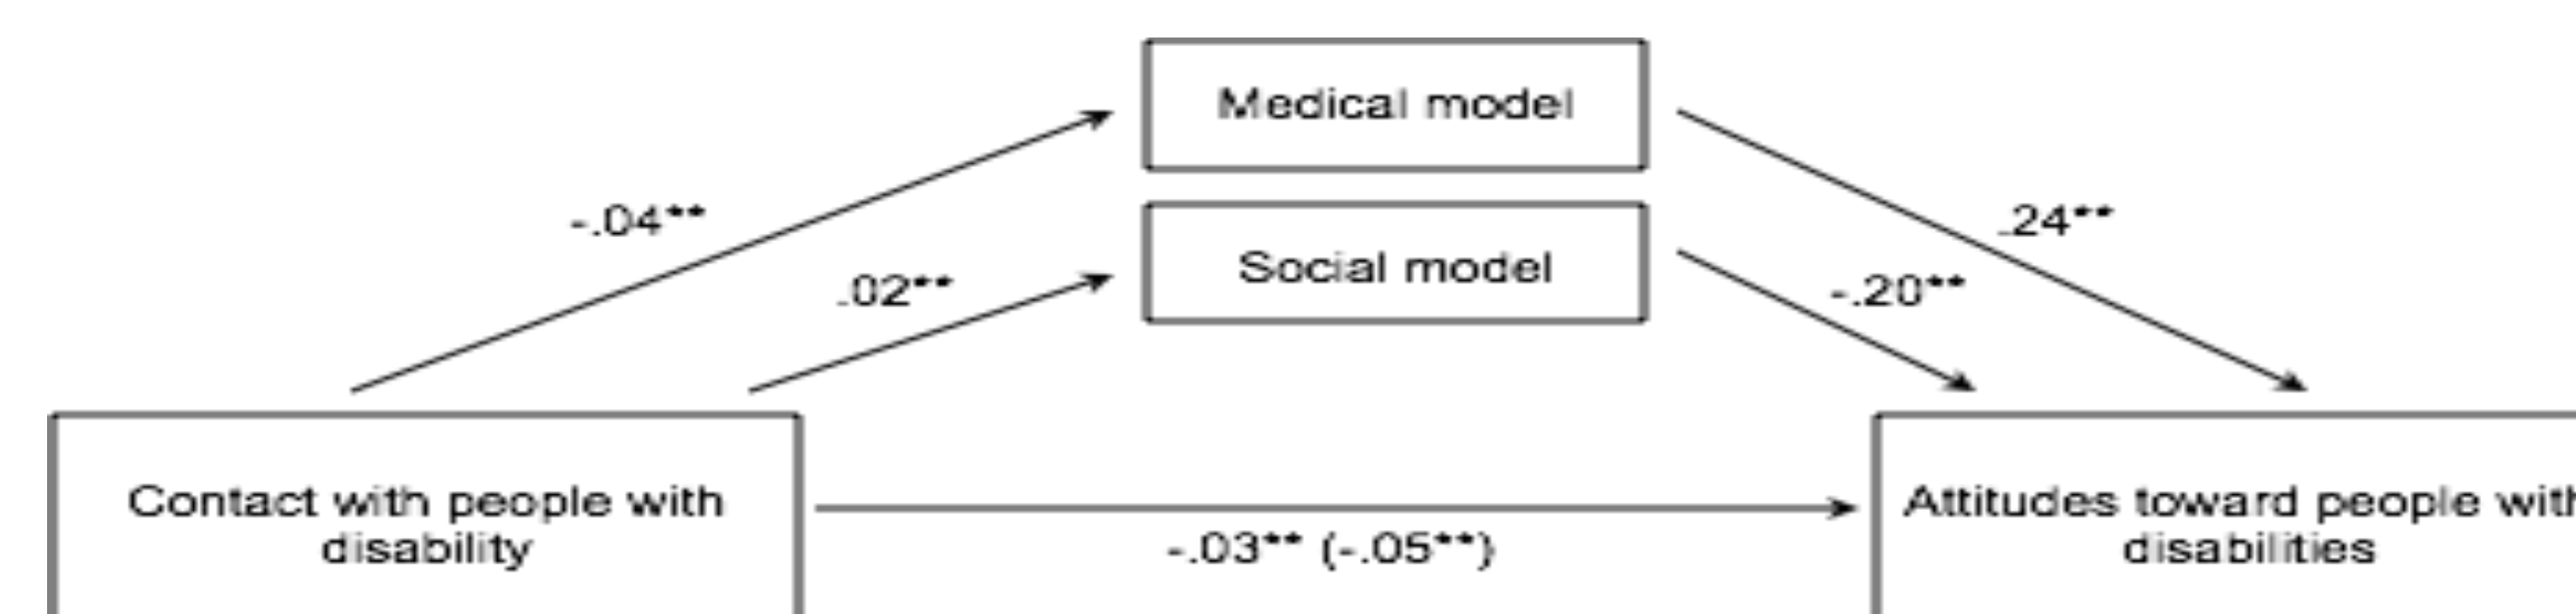 Medical model
-.04**
.24**
Social model
.02**
-.20**
Contact with people with
disability
-.03** (-.05**)
Attitudes toward people with
disabilities